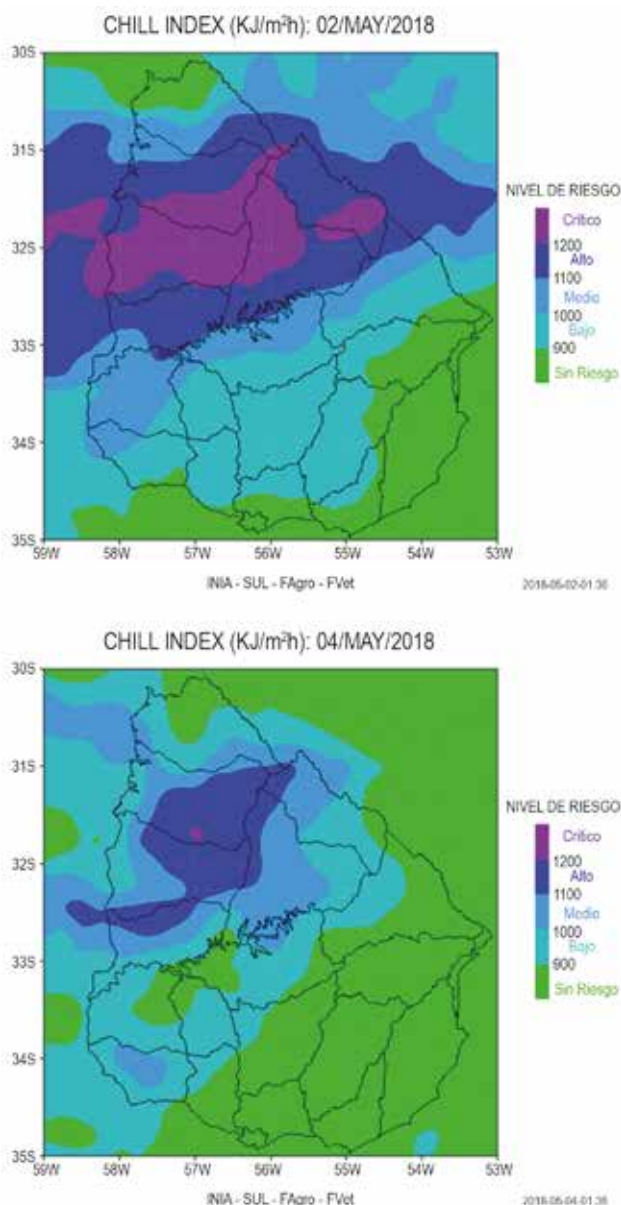 CHILL INDEX (KJ/m²h): 02/MAY/2018
30S
31S
32S
33S
34S
35S
59W 58W 57W 56W 55W 54W 53W
NIVEL DE RIESGO
Crítico
1200
Alto
1100
Medio
1000
Bajo
900
Sin Riesgo
INIA - SUL - FAgro - FVet
2018-05-02-01:36
CHILL INDEX (KJ/m²h): 04/MAY/2018
30S
31S
32S
33S
34S
35S
59W 58W 57W 56W 55W 54W 53W
NIVEL DE RIESGO
Crítico
1200
Alto
1100
Medio
1000
Bajo
900
Sin Riesgo
INIA - SUL - FAgro - FVet
2018-05-04-01:36